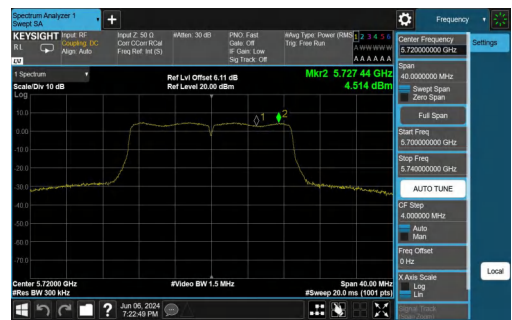 Spectrum Analyzer 1
Swept SA
Frequency
KEYSIGHT
RL
Input: RF
Coupling: DC
Align: Auto
Input Z: 50 Ω
Corr CCorr RCal
Freq Ref: Int (S)
#Atten: 30 dB
PNO: Fast
Gate: Off
IF Gain: Low
Sig Track: Off
#Avg Type: Power (RMS)
Trig: Free Run
1 2 3 4 5 6
A W W W W W
A A A A A A
LV
1 Spectrum
Scale/Div 10 dB
Log
Ref Lvl Offset 6.11 dB
Ref Level 20.00 dBm
Mkr2 5.727 44 GHz
4.514 dBm
10.0
0.00
-10.0
-20.0
-30.0
-40.0
-50.0
-60.0
-70.0
1
2
Center 5.72000 GHz
#Res BW 300 kHz
#Video BW 1.5 MHz
Span 40.00 MHz
#Sweep 20.0 ms (1001 pts)
Jun 06, 2024
7:22:49 PM
Center Frequency
5.720000000 GHz
Settings
Span
40.0000000 MHz
Swept Span
Zero Span
Full Span
Start Freq
5.700000000 GHz
Stop Freq
5.740000000 GHz
AUTO TUNE
CF Step
4.000000 MHz
Auto
Man
Freq Offset
0 Hz
X Axis Scale
Log
Lin
Local
Signal Track